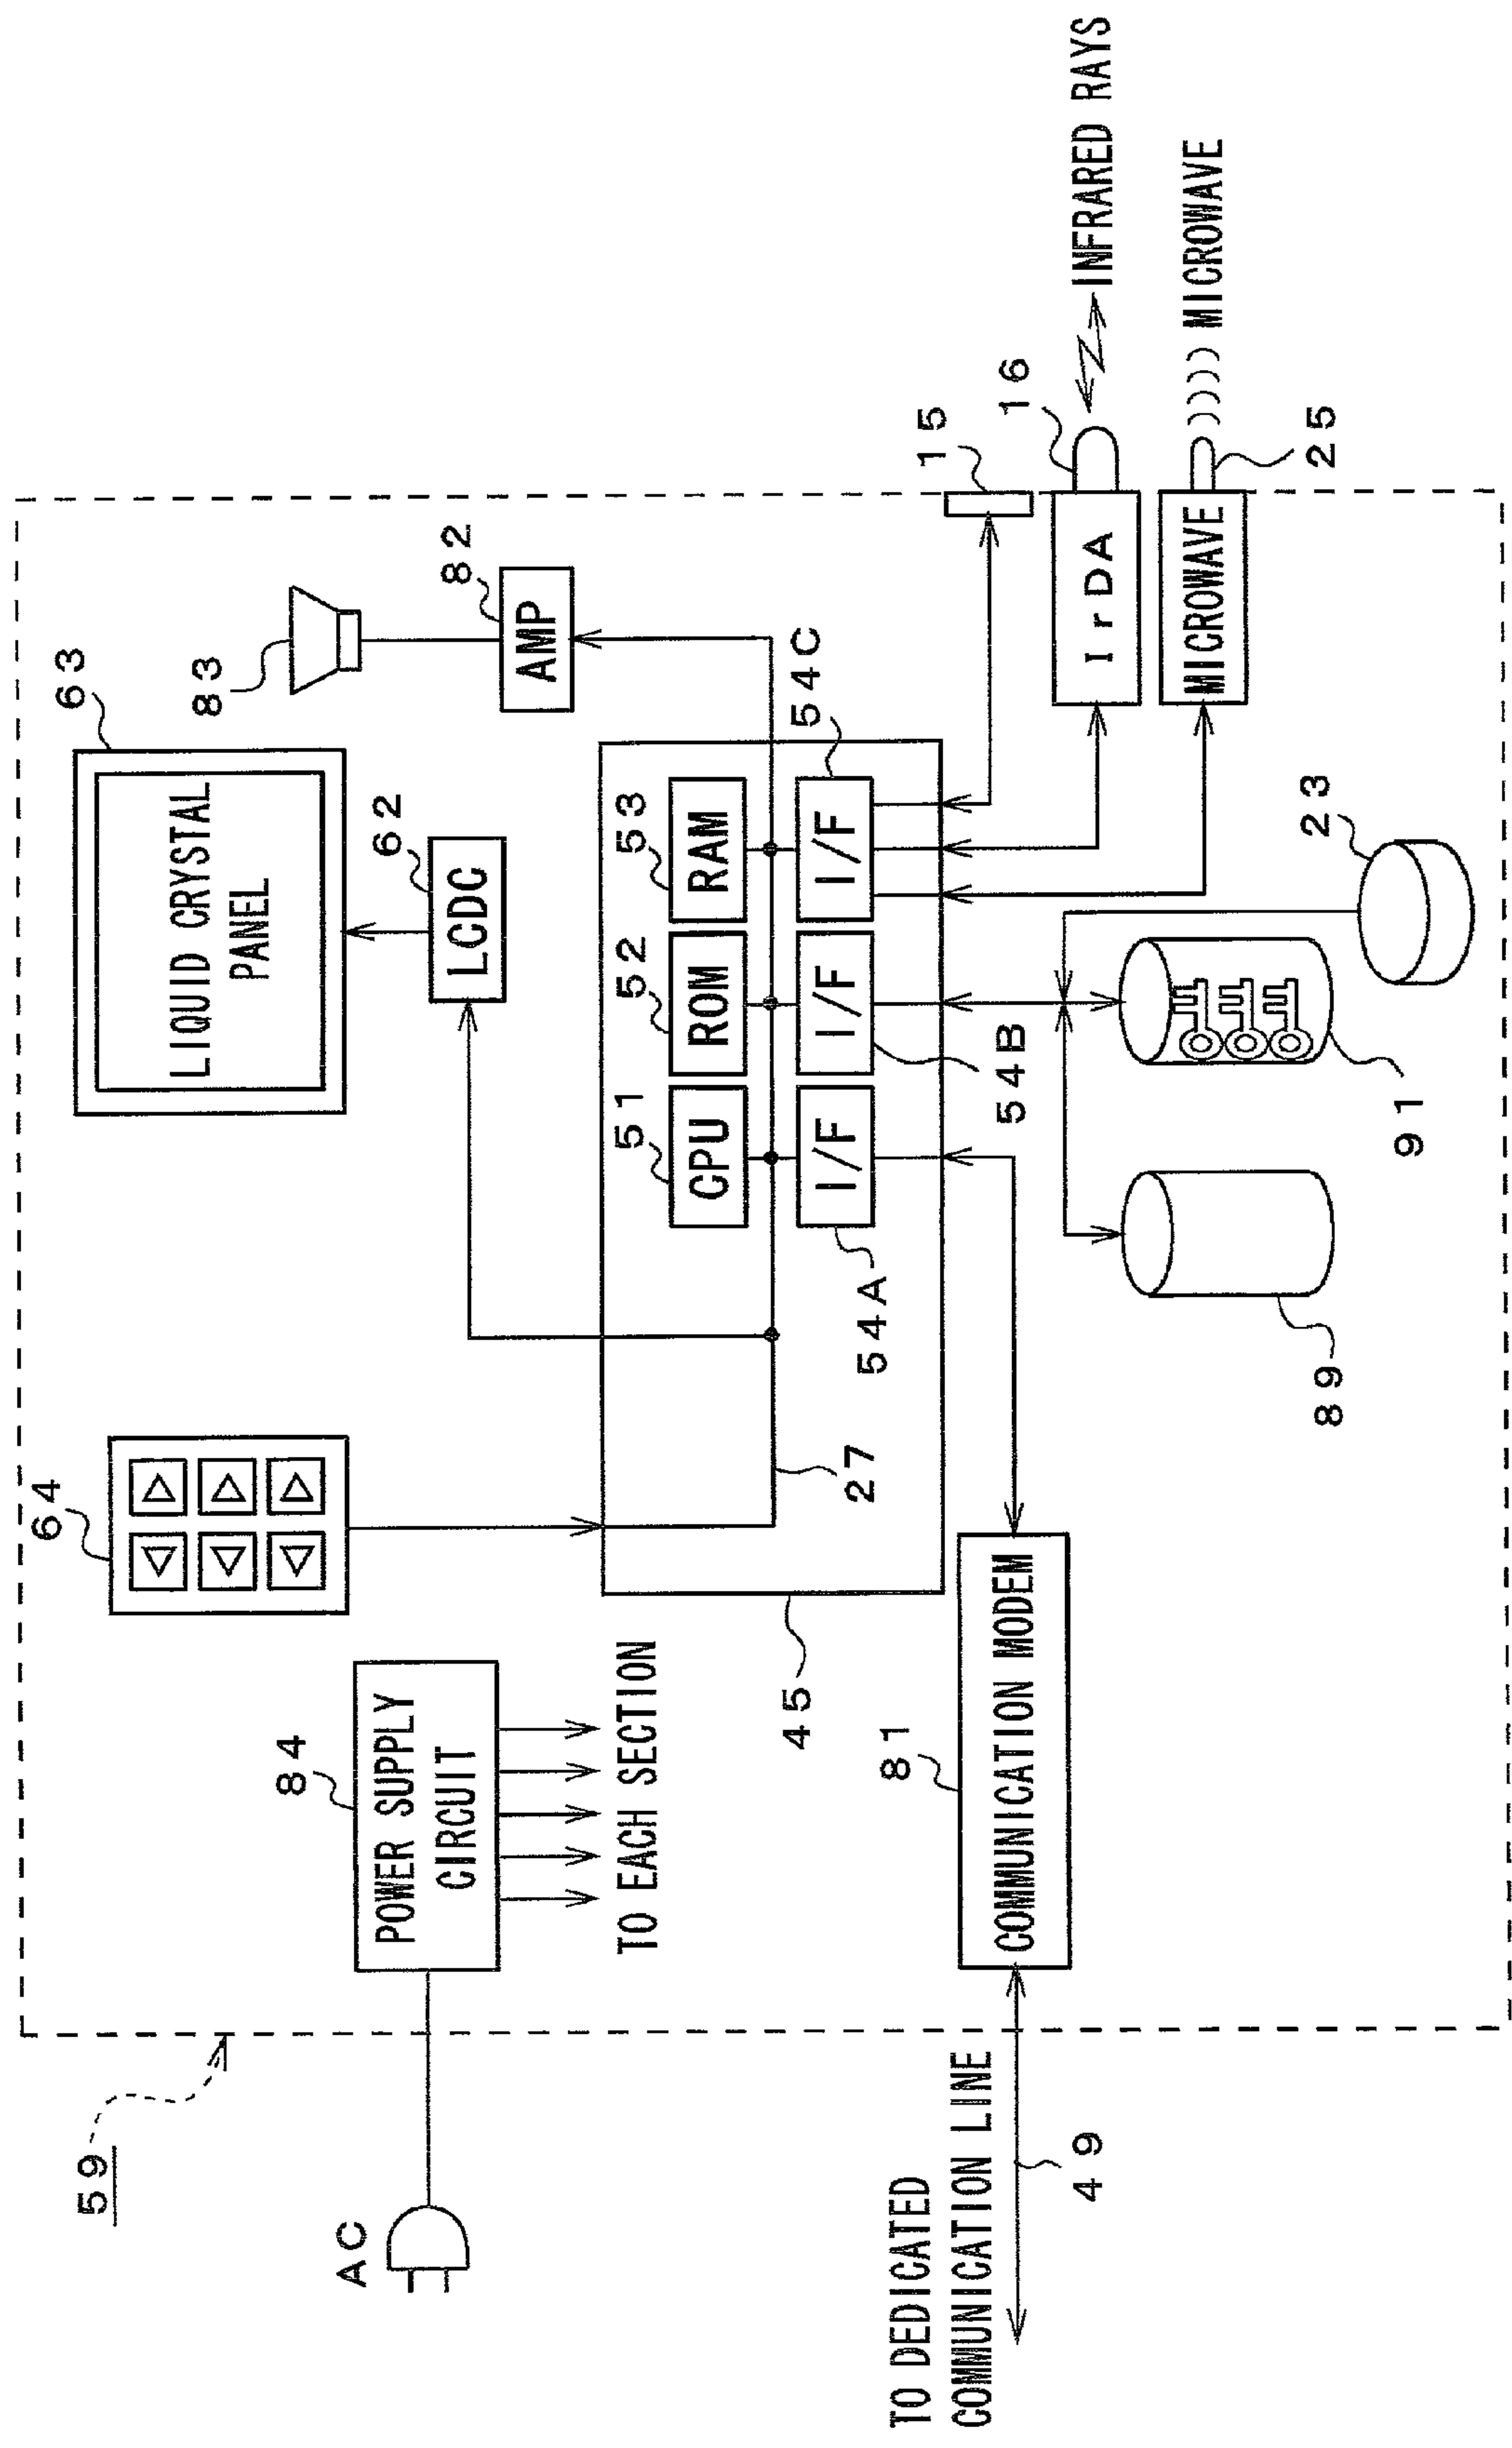 59
AC
84
POWER SUPPLY
CIRCUIT
TO EACH SECTION
64
63
LIQUID CRYSTAL
PANEL
62
LCDC
83
82
AMP
51
CPU
52
ROM
53
RAM
27
54A
I/F
54B
I/F
54C
I/F
45
15
16
IrDA
INFRARED RAYS
MICROWAVE
25
MICROWAVE
81
COMMUNICATION MODEM
TO DEDICATED
COMMUNICATION LINE
49
89
91
23